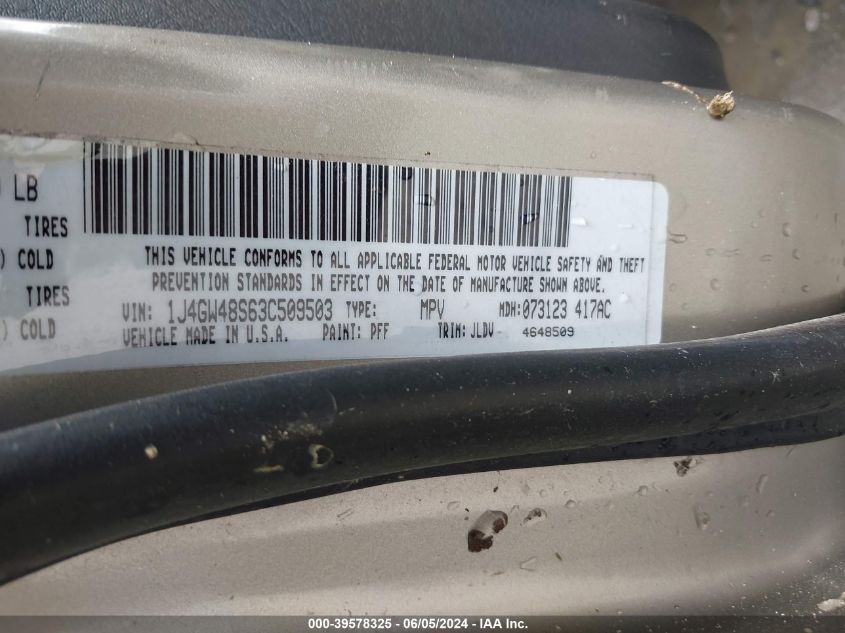 LB
TIRES
) COLD
TIRES
) COLD
THIS VEHICLE CONFORMS TO ALL APPLICABLE FEDERAL MOTOR VEHICLE SAFETY AND THEFT
PREVENTION STANDARDS IN EFFECT ON THE DATE OF MANUFACTURE SHOWN ABOVE.
VIN: 1J4GW48S63C509503 TYPE: MPV MDH:073123 417AC
VEHICLE MADE IN U.S.A. PAINT: PFF TRIM: JLDV 4648509
000-39578325 - 06/05/2024 - IAA Inc.